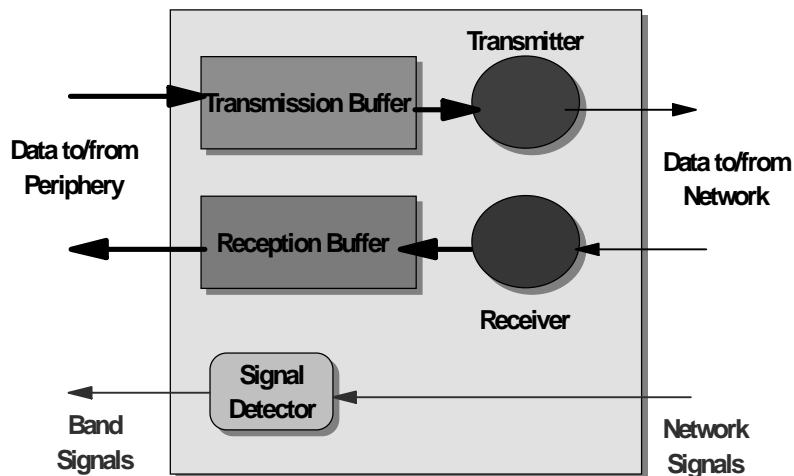 Transmitter
Transmission Buffer
Data to/from
Periphery
Data to/from
Network
Reception Buffer
Receiver
Signal
Detector
Band
Signals
Network
Signals